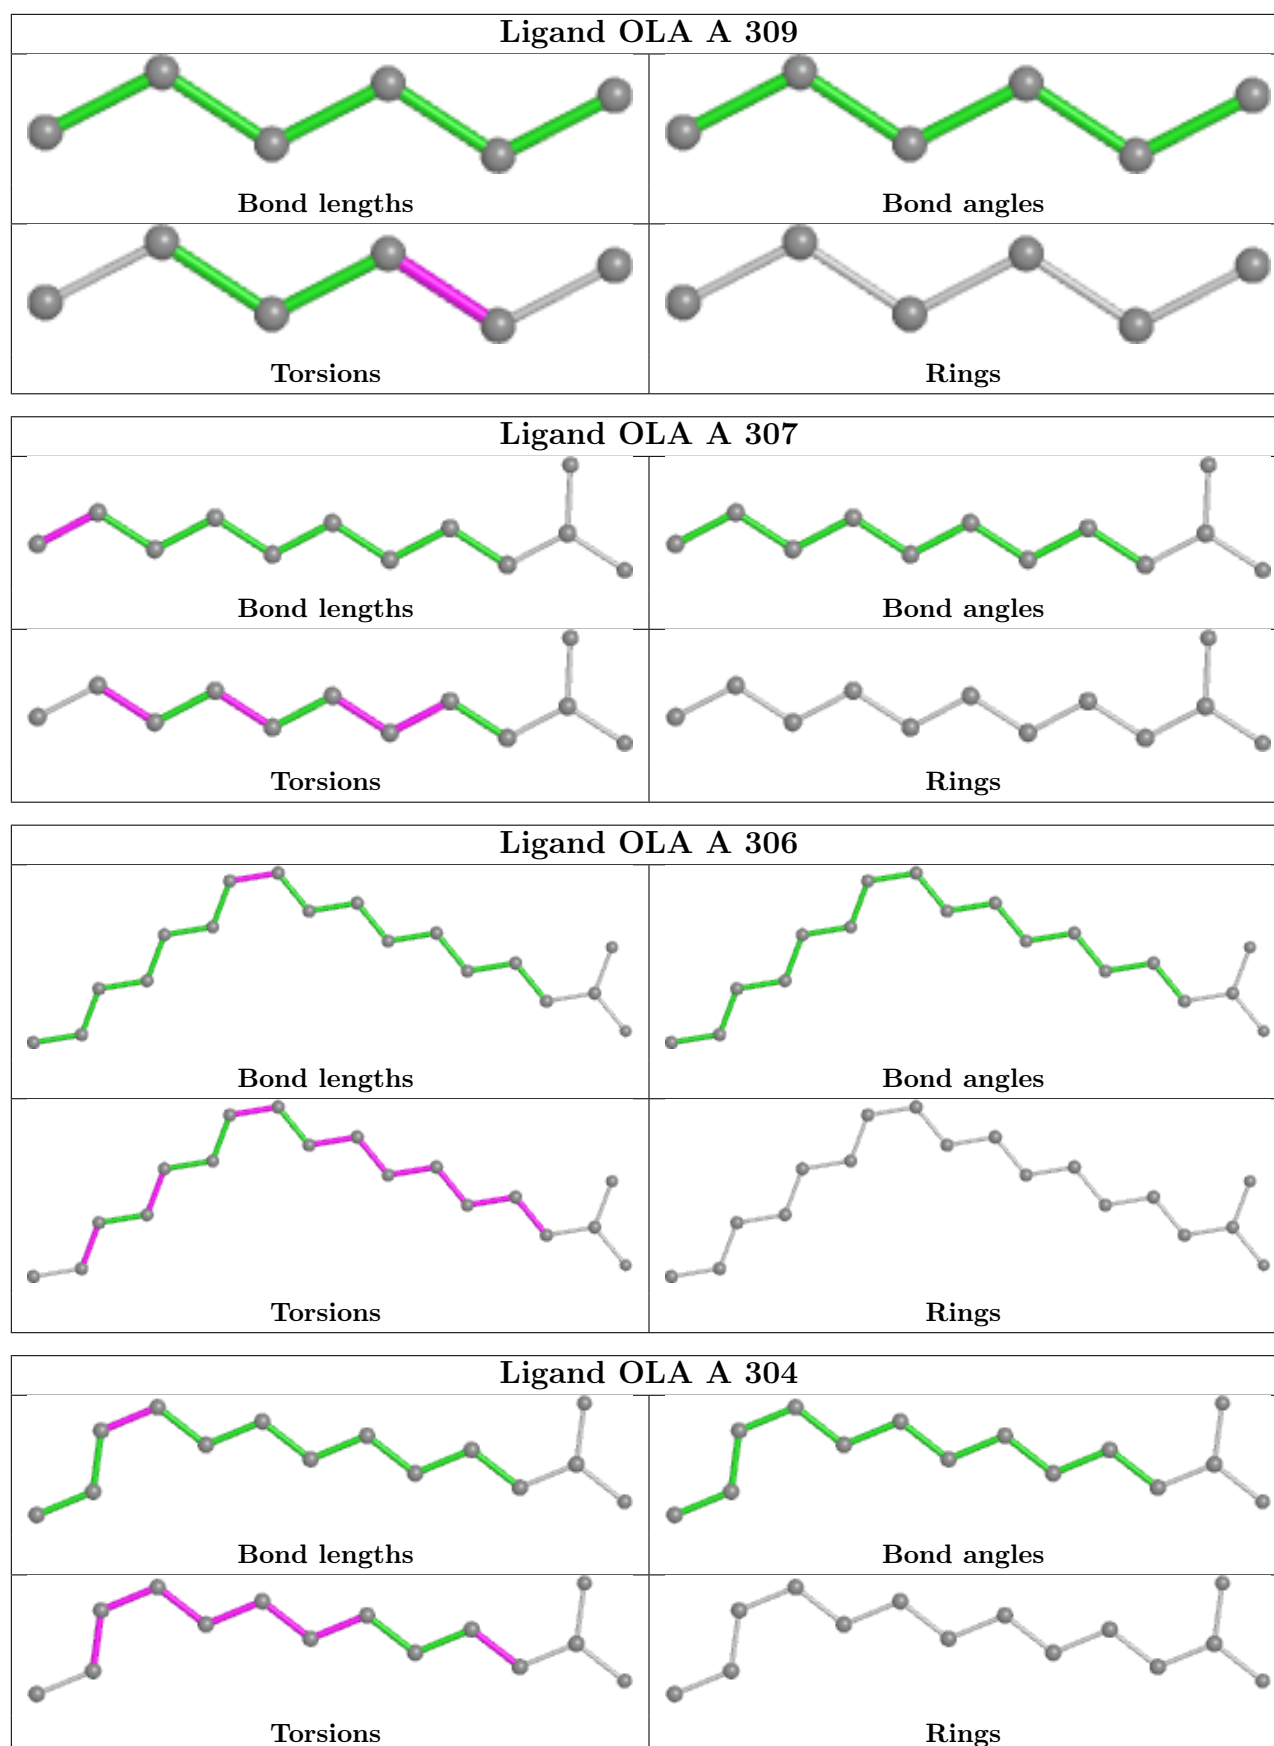 Ligand OLA A 309
Bond lengths
Bond angles
Torsions
Rings
Ligand OLA A 307
Bond lengths
Bond angles
Torsions
Rings
Ligand OLA A 306
Bond lengths
Bond angles
Torsions
Rings
Ligand OLA A 304
Bond lengths
Bond angles
Torsions
Rings